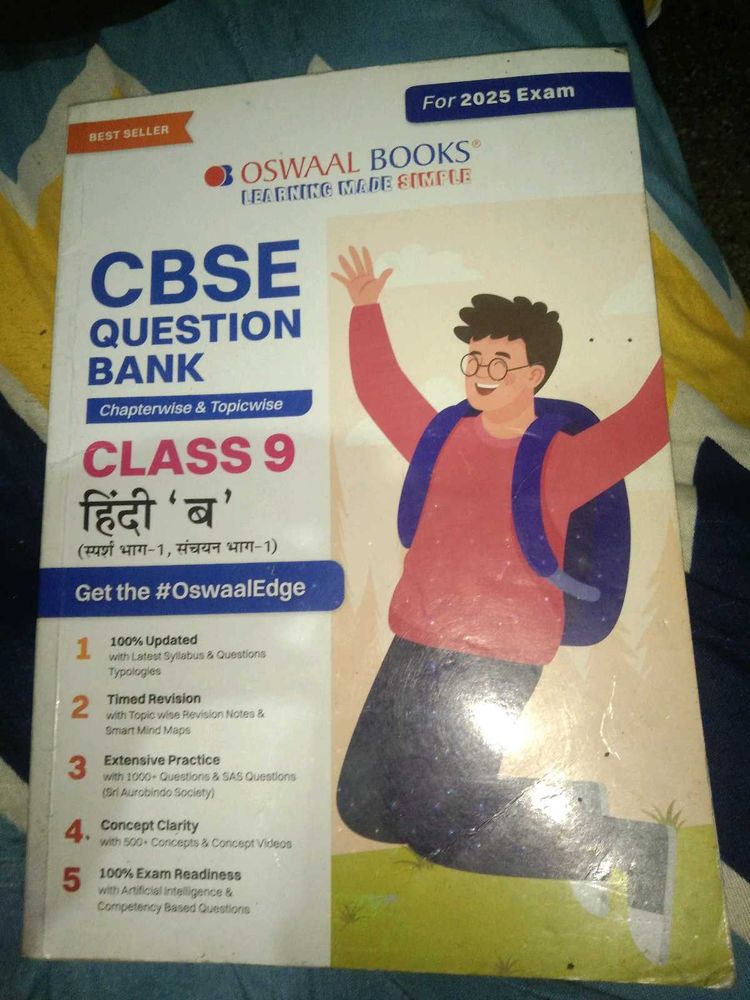 For 2025 Exam
BEST SELLER
OSWAAL BOOKS®
LEARNING MADE SIMPLE
CBSE
QUESTION
BANK
Chapterwise & Topicwise
CLASS 9
हिंदी ‘ब’
(स्पर्श भाग-1, संचयन भाग-1)
Get the #OswaalEdge
1 100% Updated
with Latest Syllabus & Questions
Typologies
2 Timed Revision
with Topic wise Revision Notes &
Smart Mind Maps
3 Extensive Practice
with 1000+ Questions & SAS Questions
(Sri Aurobindo Society)
4 Concept Clarity
with 500+ Concepts & Concept Videos
5 100% Exam Readiness
with Artificial Intelligence &
Competency Based Questions